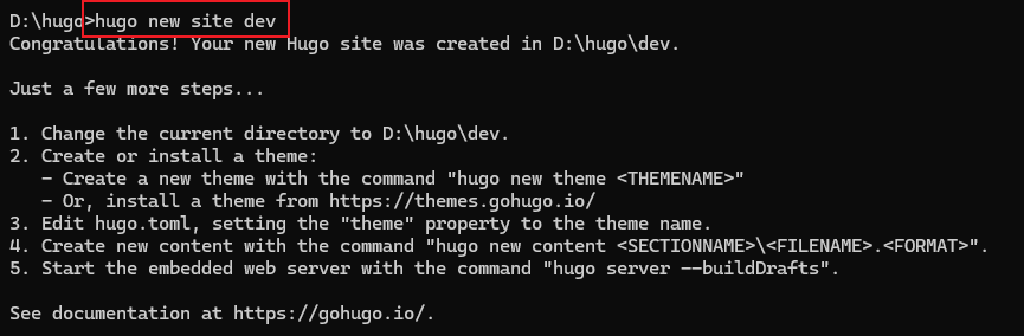 D:\hugo>hugo new site dev
Congratulations! Your new Hugo site was created in D:\hugo\dev.
Just a few more steps...
1. Change the current directory to D:\hugo\dev.
2. Create or install a theme:
   - Create a new theme with the command "hugo new theme <THEMENAME>"
   - Or, install a theme from https://themes.gohugo.io/
3. Edit hugo.toml, setting the "theme" property to the theme name.
4. Create new content with the command "hugo new content <SECTIONNAME>\<FILENAME>.<FORMAT>".
5. Start the embedded web server with the command "hugo server --buildDrafts".
See documentation at https://gohugo.io/.